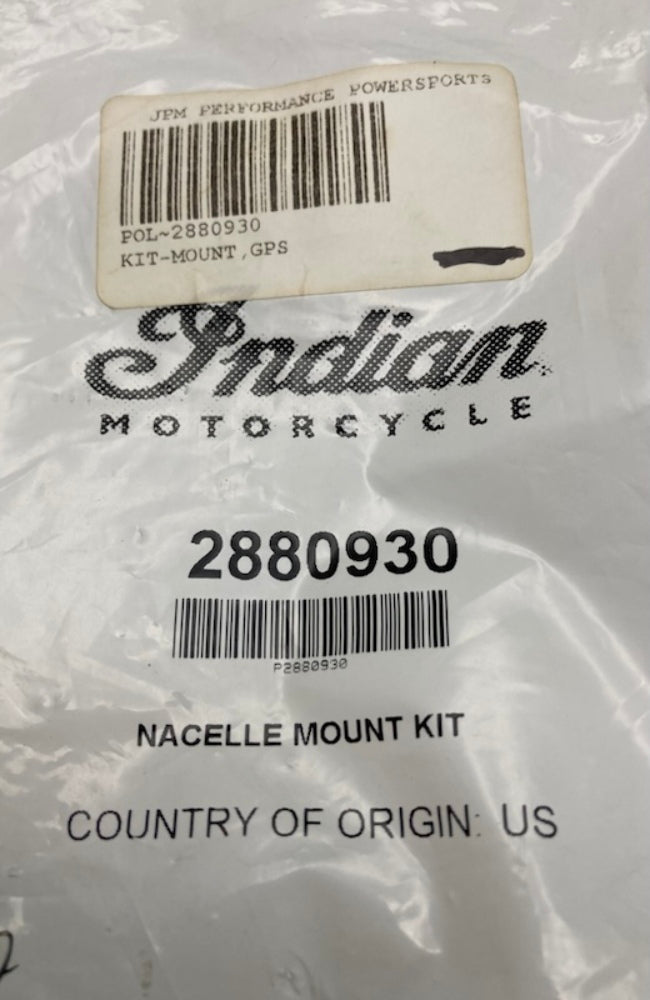 JPM PERFORMANCE POWERSPORTS
POL~2880930
KIT-MOUNT,GPS
Indian
MOTORCYCLE
2880930
P2880930
NACELLE MOUNT KIT
COUNTRY OF ORIGIN: US